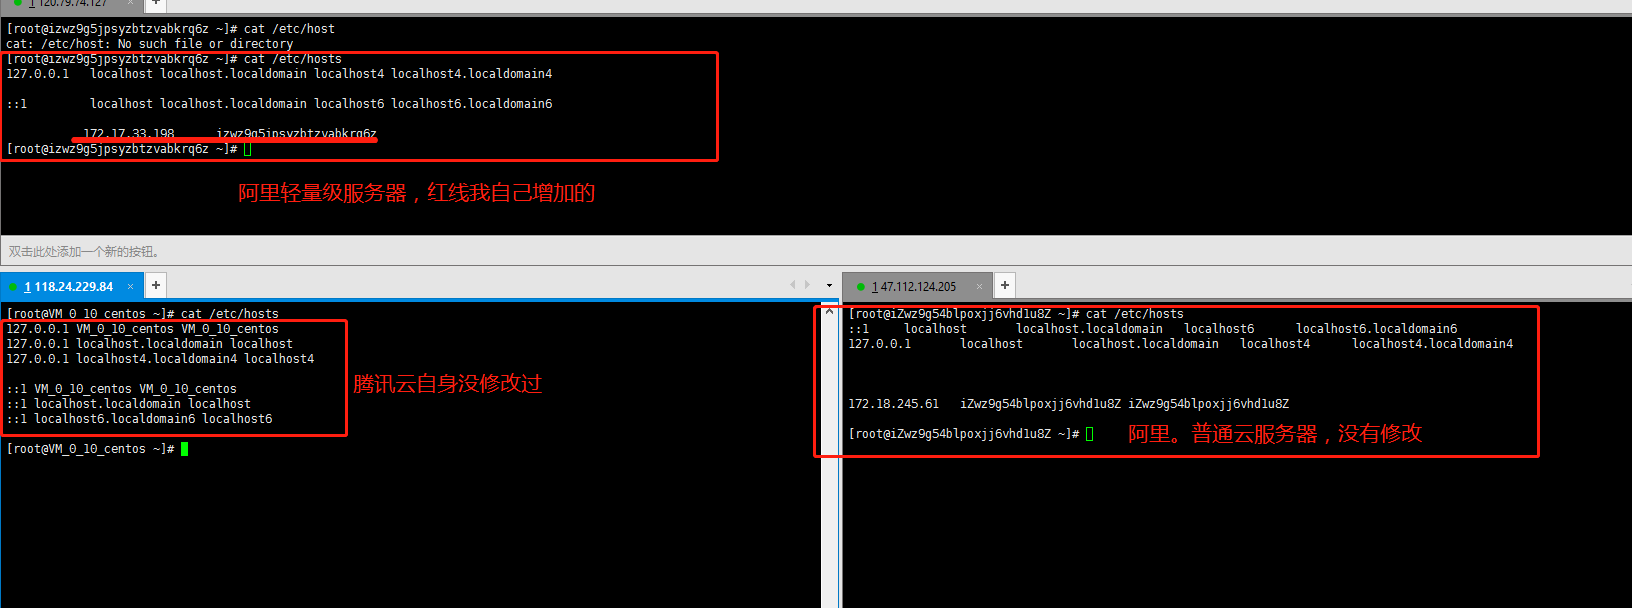 1 120.79.74.127 × +
[root@izwz9g5jpsyzbtzvabkrq6z ~]# cat /etc/host
cat: /etc/host: No such file or directory
[root@izwz9g5jpsyzbtzvabkrq6z ~]# cat /etc/hosts
127.0.0.1 localhost localhost.localdomain localhost4 localhost4.localdomain4
::1 localhost localhost.localdomain localhost6 localhost6.localdomain6
172.17.33.198 izwz9g5jpsyzbtzvabkrq6z
[root@izwz9g5jpsyzbtzvabkrq6z ~]#
阿里轻量级服务器，红线我自己增加的
双击此处添加一个新的按钮。
1 118.24.229.84 × +
[root@VM_0_10_centos ~]# cat /etc/hosts
127.0.0.1 VM_0_10_centos VM_0_10_centos
127.0.0.1 localhost.localdomain localhost
127.0.0.1 localhost4.localdomain4 localhost4
::1 VM_0_10_centos VM_0_10_centos
::1 localhost.localdomain localhost
::1 localhost6.localdomain6 localhost6
[root@VM_0_10_centos ~]#
腾讯云自身没修改过
1 47.112.124.205 × +
[root@iZwz9g54blpoxjj6vhd1u8Z ~]# cat /etc/hosts
::1 localhost localhost.localdomain localhost6 localhost6.localdomain6
127.0.0.1 localhost localhost.localdomain localhost4 localhost4.localdomain4
172.18.245.61 iZwz9g54blpoxjj6vhd1u8Z iZwz9g54blpoxjj6vhd1u8Z
[root@iZwz9g54blpoxjj6vhd1u8Z ~]#
阿里。普通云服务器，没有修改